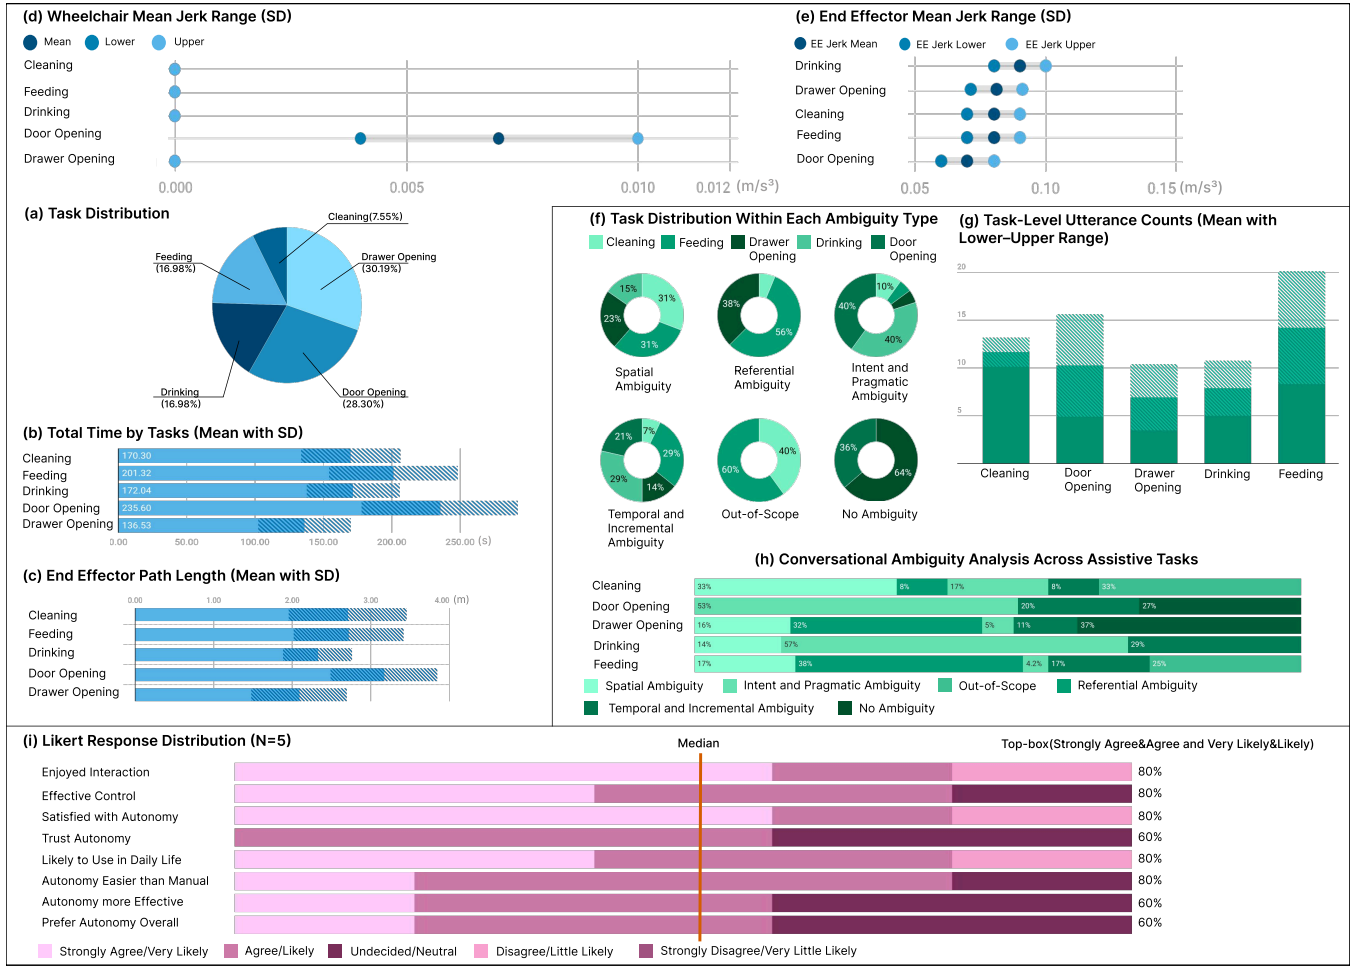 (d) Wheelchair Mean Jerk Range (SD)
Mean
Lower
Upper
Cleaning
Feeding
Drinking
Door Opening
Drawer Opening
0.000
0.005
0.010
0.012 (m/s³)
(e) End Effector Mean Jerk Range (SD)
EE Jerk Mean
EE Jerk Lower
EE Jerk Upper
Drinking
Drawer Opening
Cleaning
Feeding
Door Opening
0.05
0.10
0.15 (m/s³)
(a) Task Distribution
Cleaning(7.55%)
Feeding
(16.98%)
Drawer Opening
(30.19%)
Drinking
(16.98%)
Door Opening
(28.30%)
(b) Total Time by Tasks (Mean with SD)
Cleaning
170.30
Feeding
201.32
Drinking
172.04
Door Opening
235.60
Drawer Opening
136.53
0.00
50.00
100.00
150.00
200.00
250.00 (s)
(c) End Effector Path Length (Mean with SD)
0.00
1.00
2.00
3.00
4.00 (m)
Cleaning
Feeding
Drinking
Door Opening
Drawer Opening
(f) Task Distribution Within Each Ambiguity Type
Cleaning
Feeding
Drawer
Opening
Drinking
Door
Opening
15%
31%
23%
31%
Spatial
Ambiguity
38%
56%
Referential
Ambiguity
10%
40%
40%
Intent and
Pragmatic
Ambiguity
7%
21%
29%
29%
14%
Temporal and
Incremental
Ambiguity
40%
60%
Out-of-Scope
36%
64%
No Ambiguity
(g) Task-Level Utterance Counts (Mean with
Lower–Upper Range)
20
15
10
5
Cleaning
Door
Opening
Drawer
Opening
Drinking
Feeding
(h) Conversational Ambiguity Analysis Across Assistive Tasks
Cleaning
33%
8%
17%
8%
33%
Door Opening
53%
20%
27%
Drawer Opening
16%
32%
5%
11%
37%
Drinking
14%
57%
29%
Feeding
17%
38%
4.2%
17%
25%
Spatial Ambiguity
Intent and Pragmatic Ambiguity
Out-of-Scope
Referential Ambiguity
Temporal and Incremental Ambiguity
No Ambiguity
(i) Likert Response Distribution (N=5)
Median
Top-box(Strongly Agree&Agree and Very Likely&Likely)
Enjoyed Interaction
80%
Effective Control
80%
Satisfied with Autonomy
80%
Trust Autonomy
60%
Likely to Use in Daily Life
80%
Autonomy Easier than Manual
80%
Autonomy more Effective
60%
Prefer Autonomy Overall
60%
Strongly Agree/Very Likely
Agree/Likely
Undecided/Neutral
Disagree/Little Likely
Strongly Disagree/Very Little Likely